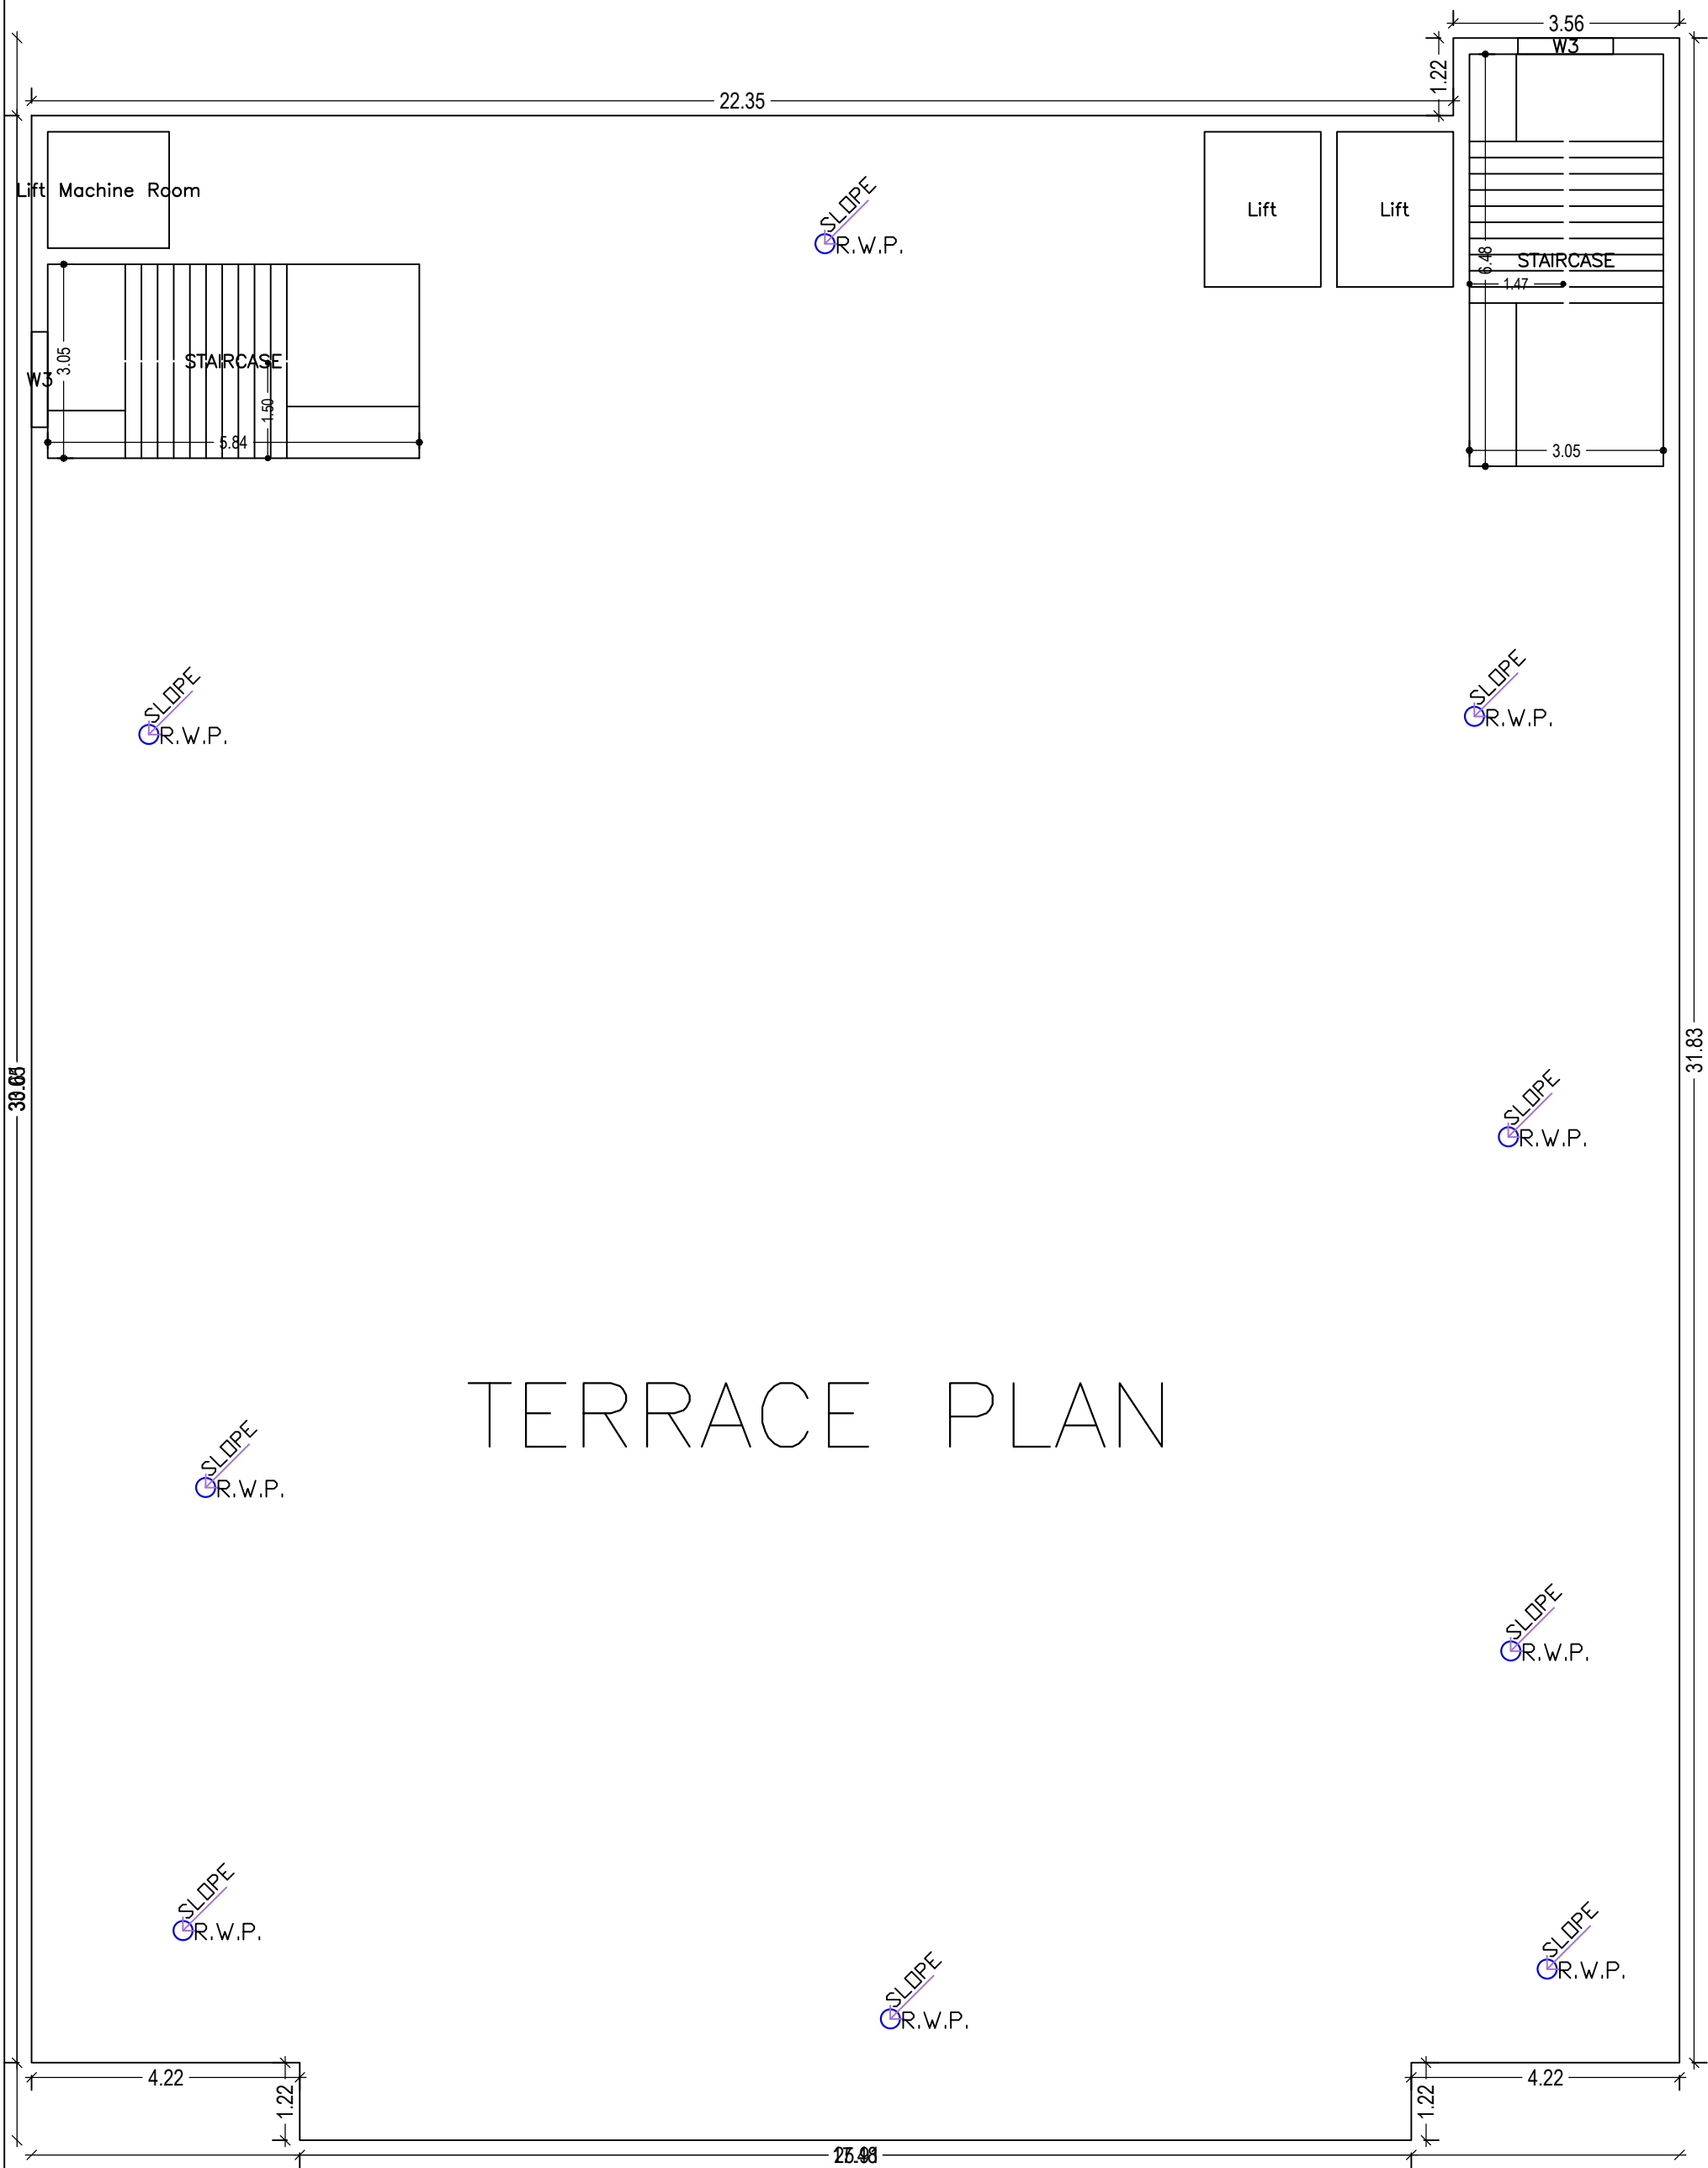 3.56
W3
1.22
22.35
Lift Machine Room
SLOPE
R.W.P.
Lift
Lift
6.48
STAIRCASE
1.47
3.05
STAIRCASE
W3
1.50
5.84
3.05
SLOPE
R.W.P.
SLOPE
R.W.P.
31.83
SLOPE
R.W.P.
TERRACE PLAN
SLOPE
R.W.P.
SLOPE
R.W.P.
SLOPE
R.W.P.
SLOPE
R.W.P.
SLOPE
R.W.P.
4.22
1.22
1.22
4.22